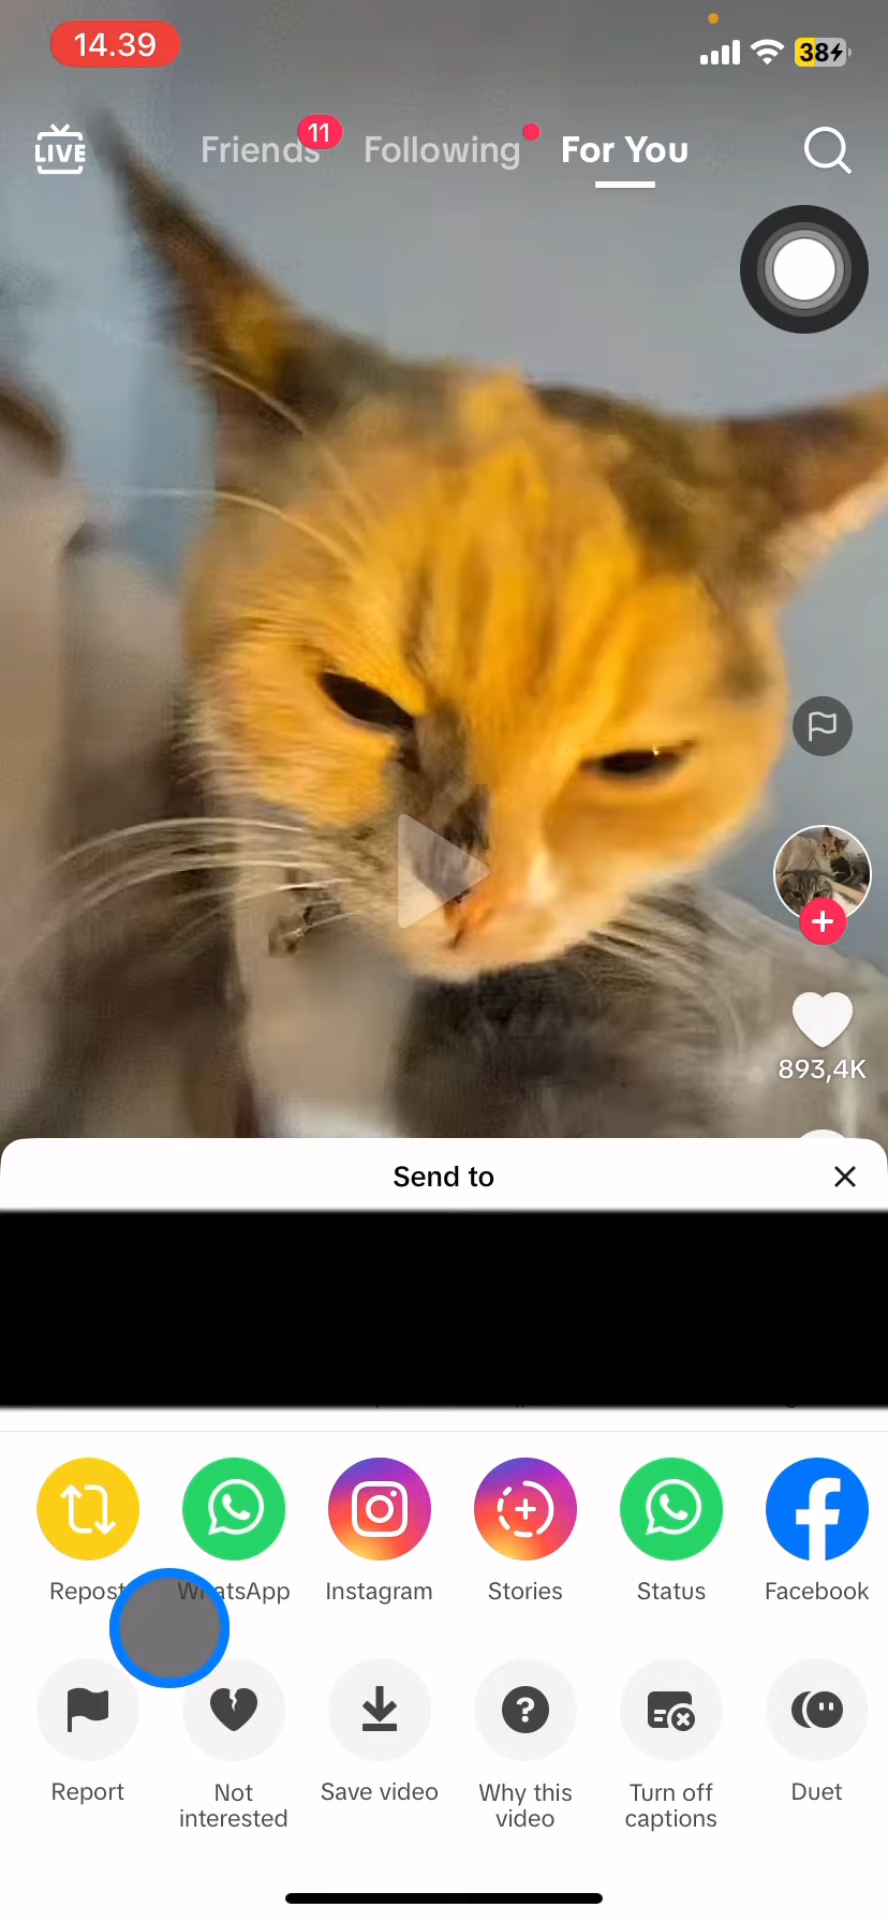 14.39
38
LIVE
Friends 11 Following For You
893,4K
Send to
Repost WhatsApp Instagram Stories Status Facebook
Report Not interested Save video Why this video Turn off captions Duet